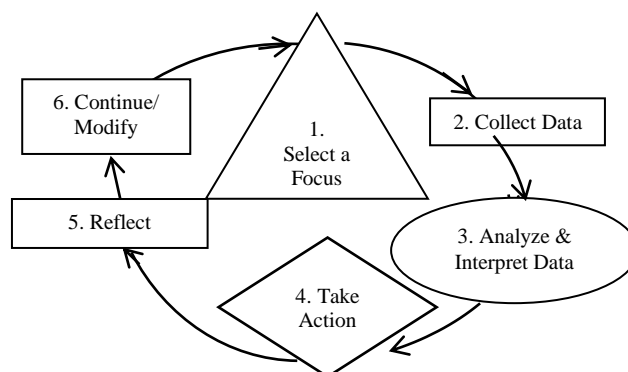 1.
Select a
Focus
2. Collect Data
3. Analyze &
Interpret Data
4. Take
Action
5. Reflect
6. Continue/
Modify